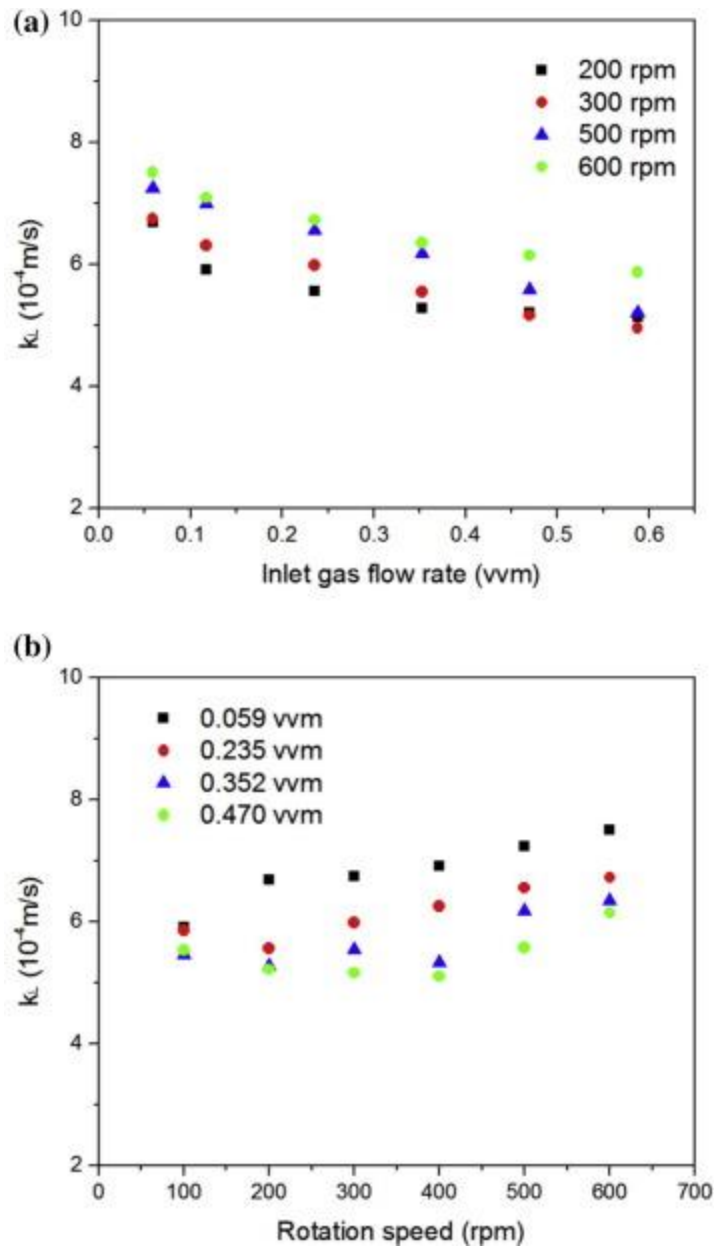 (a)
10
8
6
4
2
kL (10⁻⁴m/s)
200 rpm
300 rpm
500 rpm
600 rpm
0.0 0.1 0.2 0.3 0.4 0.5 0.6
Inlet gas flow rate (vvm)
(b)
10
8
6
4
2
kL (10⁻⁴m/s)
0.059 vvm
0.235 vvm
0.352 vvm
0.470 vvm
0 100 200 300 400 500 600 700
Rotation speed (rpm)